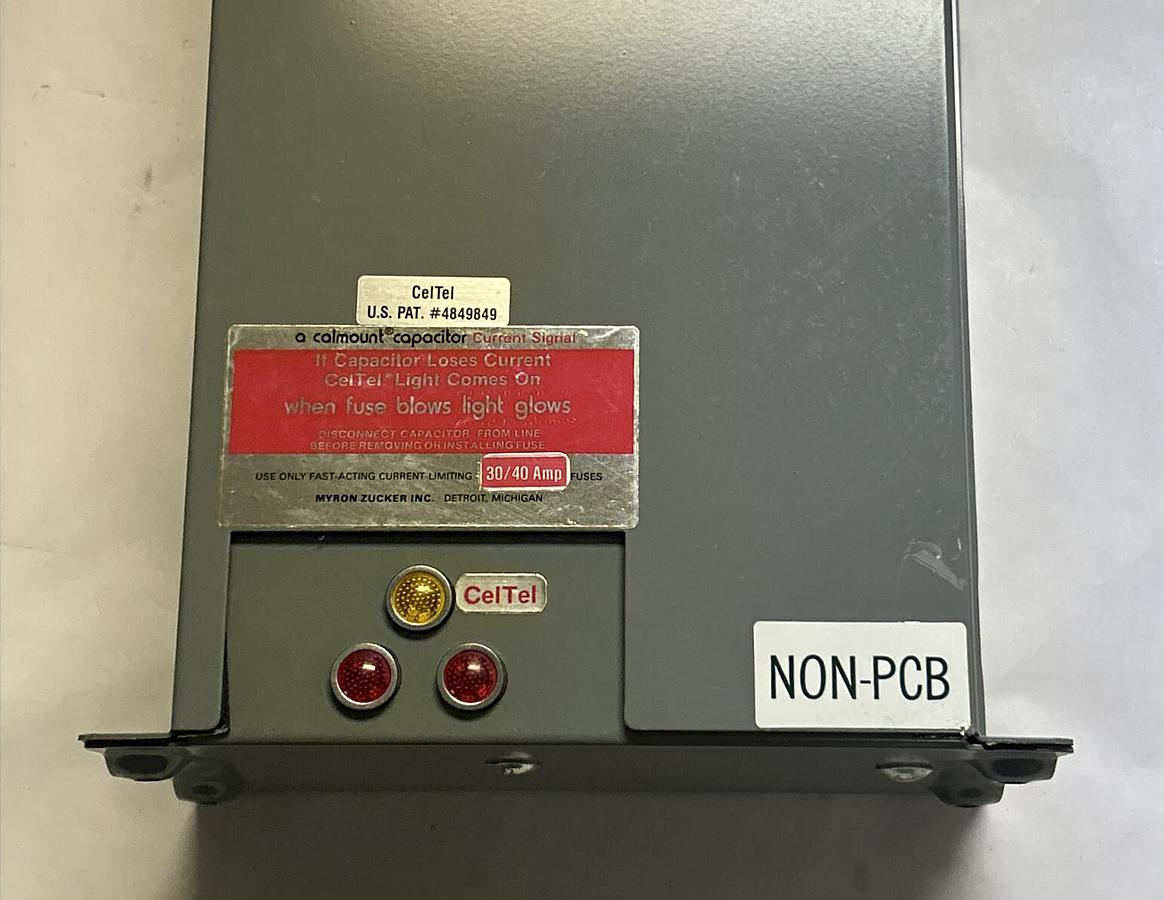 CelTel
U.S. PAT. #4849849
a calmount® capacitor Current Signal
If Capacitor Loses Current
CelTel® Light Comes On
when fuse blows light glows
DISCONNECT CAPACITOR FROM LINE
BEFORE REMOVING OR INSTALLING FUSE
USE ONLY FAST-ACTING CURRENT-LIMITING 30/40 Amp FUSES
MYRON ZUCKER INC. DETROIT, MICHIGAN
CelTel
NON-PCB